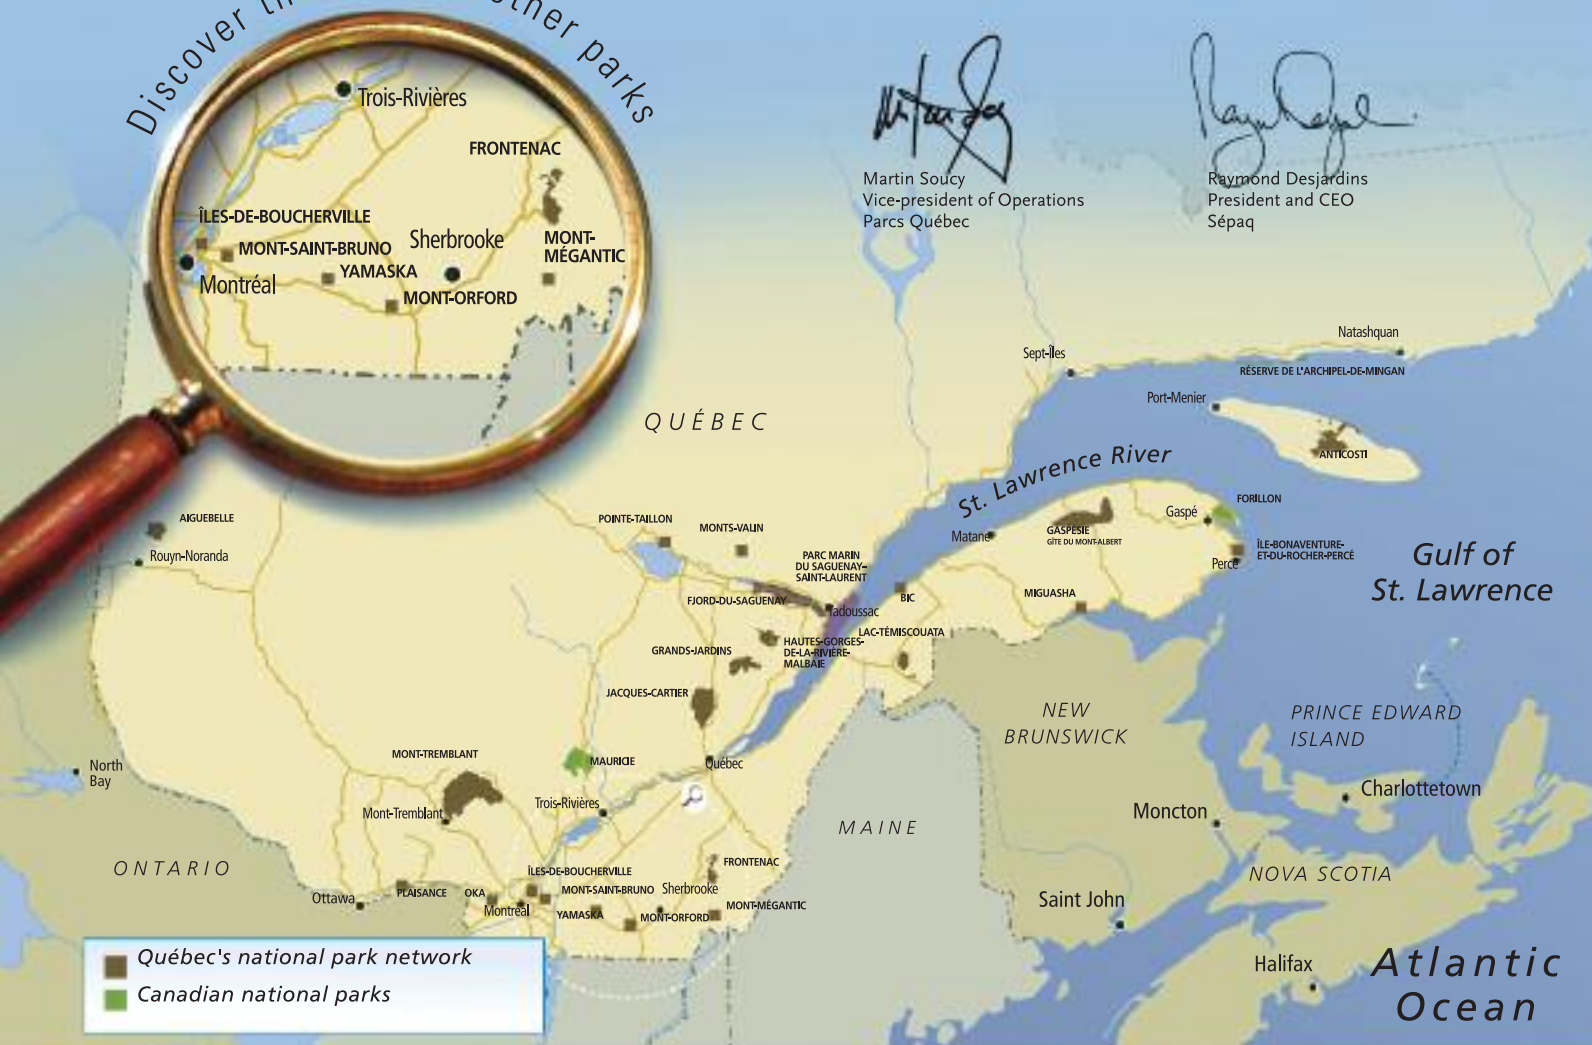 Discover th
other parks
Trois-Rivières
FRONTENAC
ÎLES-DE-BOUCHERVILLE
MONT-SAINT-BRUNO
Sherbrooke
MONT-
MÉGANTIC
YAMASKA
Montréal
MONT-ORFORD
Martin Soucy
Vice-president of Operations
Parcs Québec
Raymond Desjardins
President and CEO
Sépaq
Natashquan
Sept-Îles
RÉSERVE DE L'ARCHIPEL-DE-MINGAN
Port-Menier
QUÉBEC
ANTICOSTI
St. Lawrence River
FORILLON
Gaspé
AIGUEBELLE
POINTE-TAILLON
MONTS-VALIN
Matane
GASPÉSIE
GÎTE DU MONT-ALBERT
Rouyn-Noranda
PARC MARIN
DU SAGUENAY–
SAINT-LAURENT
ÎLE-BONAVENTURE-
ET-DU-ROCHER-PERCÉ
Percé
Gulf of
St. Lawrence
FJORD-DU-SAGUENAY
Tadoussac
BIC
MIGUASHA
LAC-TÉMISCOUATA
GRANDS-JARDINS
HAUTES-GORGES-
DE-LA-RIVIÈRE-
MALBAIE
JACQUES-CARTIER
NEW
BRUNSWICK
PRINCE EDWARD
ISLAND
MONT-TREMBLANT
MAURICIE
Québec
North
Bay
Charlottetown
Mont-Tremblant
Trois-Rivières
Moncton
MAINE
ONTARIO
FRONTENAC
ÎLES-DE-BOUCHERVILLE
NOVA SCOTIA
Ottawa
PLAISANCE
OKA
MONT-SAINT-BRUNO
Sherbrooke
Montréal
YAMASKA
MONT-ORFORD
MONT-MÉGANTIC
Saint John
Québec's national park network
Canadian national parks
Halifax
Atlantic
Ocean